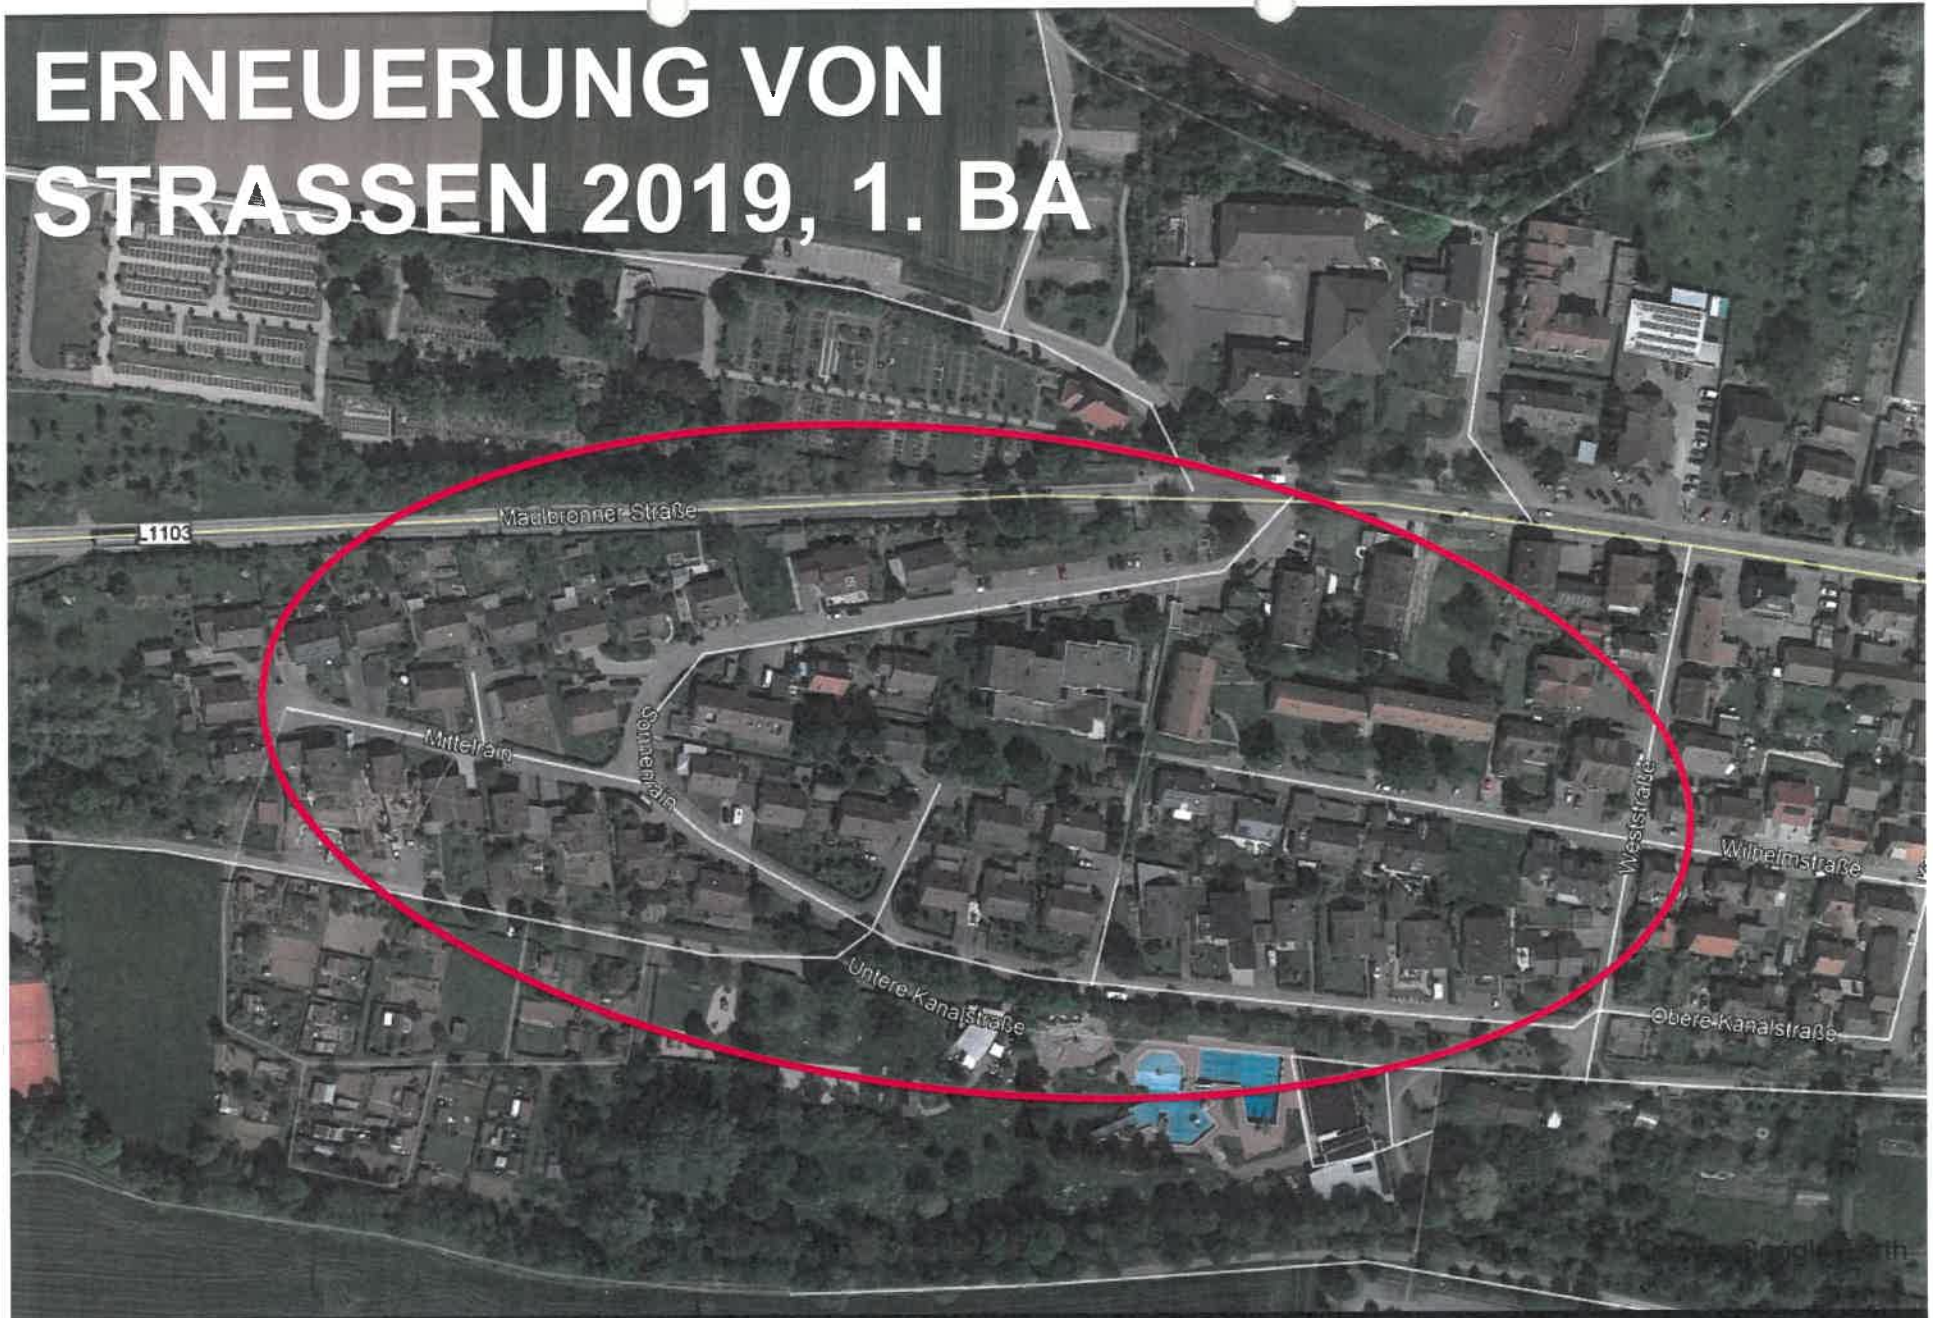 ERNEUERUNG VON
STRASSEN 2019, 1. BA
Maulbronner Straße
L1103
Mittelrain
Sonnenrain
Weststraße
Wilhelmstraße
Untere Kanalstraße
Obere Kanalstraße